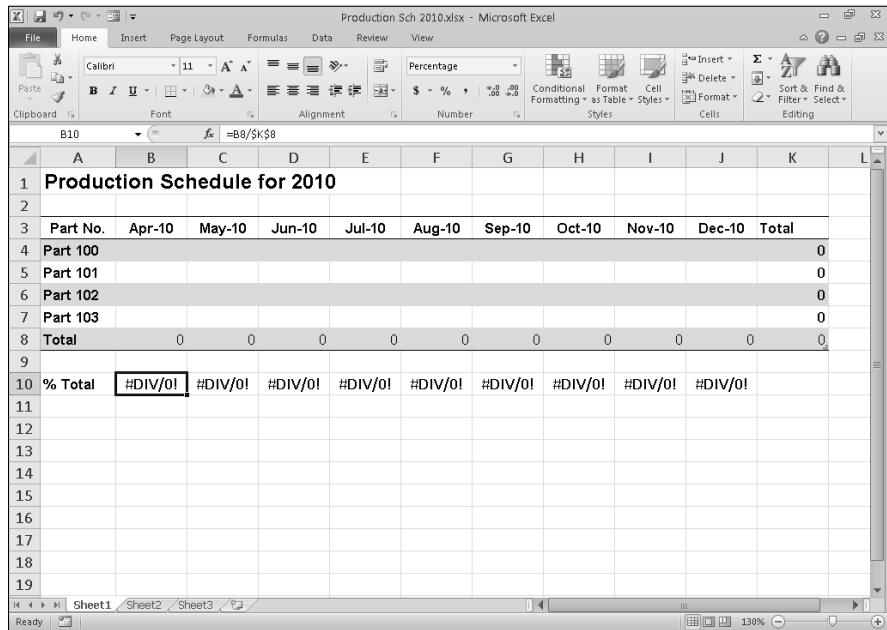 Production Sch 2010.xlsx - Microsoft Excel
File Home Insert Page Layout Formulas Data Review View
Paste
Calibri 11 A A
B I U A
Percentage
$ % , .00 .0
Conditional Formatting Format as Table Cell Styles
Insert
Delete
Format
Σ
Sort & Filter Find & Select
Clipboard Font Alignment Number Styles Cells Editing
B10 fx =B8/$K$8
A B C D E F G H I J K L
1 Production Schedule for 2010
2
3 Part No. Apr-10 May-10 Jun-10 Jul-10 Aug-10 Sep-10 Oct-10 Nov-10 Dec-10 Total
4 Part 100 0
5 Part 101 0
6 Part 102 0
7 Part 103 0
8 Total 0 0 0 0 0 0 0 0 0 0
9
10 % Total #DIV/0! #DIV/0! #DIV/0! #DIV/0! #DIV/0! #DIV/0! #DIV/0! #DIV/0! #DIV/0!
11
12
13
14
15
16
17
18
19
Sheet1 Sheet2 Sheet3
Ready 130%